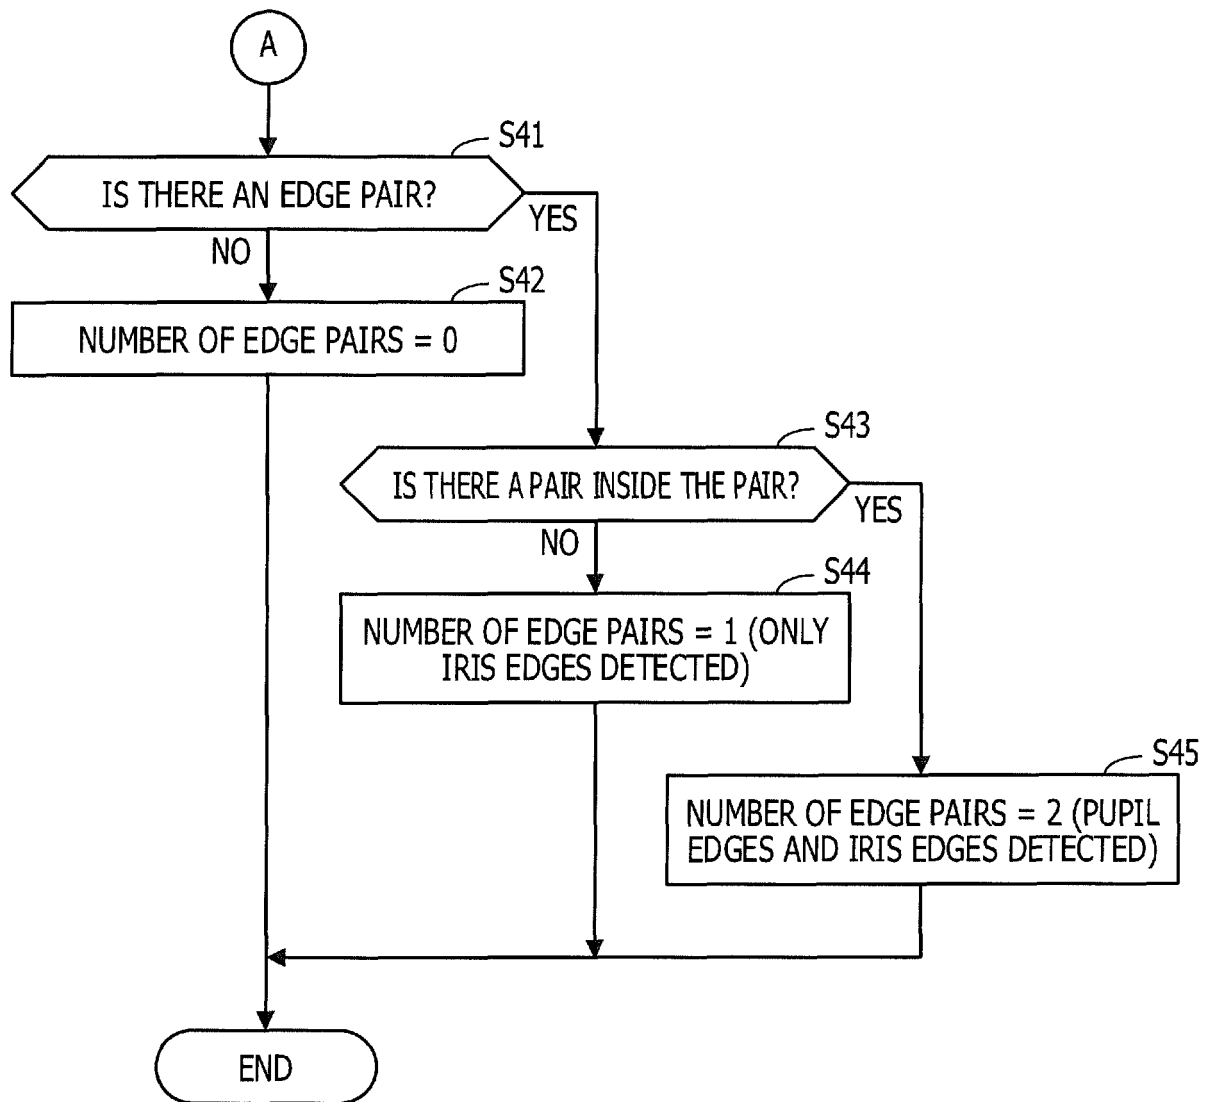 A
S41
IS THERE AN EDGE PAIR?
YES
NO
S42
NUMBER OF EDGE PAIRS = 0
S43
IS THERE A PAIR INSIDE THE PAIR?
YES
NO
S44
NUMBER OF EDGE PAIRS = 1 (ONLY
IRIS EDGES DETECTED)
S45
NUMBER OF EDGE PAIRS = 2 (PUPIL
EDGES AND IRIS EDGES DETECTED)
END